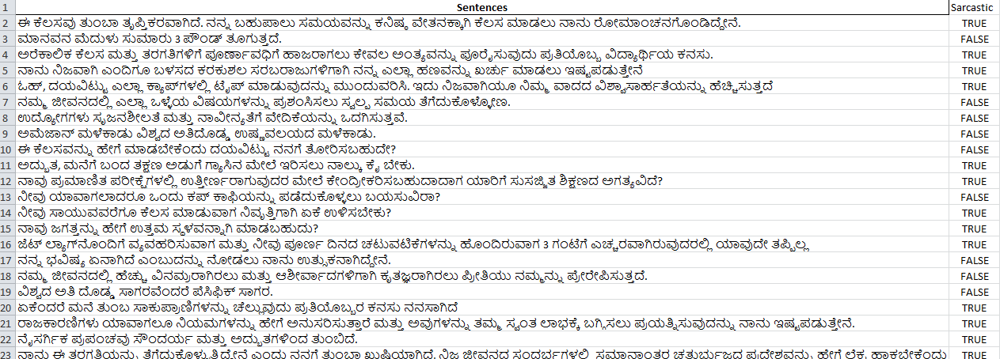 1 Sentences Sarcastic
2 ಈ ಕೆಲಸವು ತುಂಬಾ ತೃಪ್ತಿಕರವಾಗಿದೆ. ನನ್ನ ಬಹುಪಾಲು ಸಮಯವನ್ನು ಕನಿಷ್ಠ ವೇತನಕ್ಕಾಗಿ ಕೆಲಸ ಮಾಡಲು ನಾನು ರೋಮಾಂಚನಗೊಂಡಿದ್ದೇನೆ. TRUE
3 ಮಾನವನ ಮೆದುಳು ಸುಮಾರು 3 ಪೌಂಡ್ ತೂಗುತ್ತದೆ. FALSE
4 ಅರೆಕಾಲಿಕ ಕೆಲಸ ಮತ್ತು ತರಗತಿಗಳಿಗೆ ಪೂರ್ಣಾವಧಿಗೆ ಹಾಜರಾಗಲು ಕೇವಲ ಅಂತ್ಯವನ್ನು ಪೂರೈಸುವುದು ಪ್ರತಿಯೊಬ್ಬ ವಿದ್ಯಾರ್ಥಿಯ ಕನಸು. TRUE
5 ನಾನು ನಿಜವಾಗಿ ಎಂದಿಗೂ ಬಳಸದ ಕರಕುಶಲ ಸರಬರಾಜುಗಳಿಗಾಗಿ ನನ್ನ ಎಲ್ಲಾ ಹಣವನ್ನು ಖರ್ಚು ಮಾಡಲು ಇಷ್ಟಪಡುತ್ತೇನೆ TRUE
6 ಓಹ್, ದಯವಿಟ್ಟು ಎಲ್ಲಾ ಕ್ಯಾಪ್‌ಗಳಲ್ಲಿ ಟೈಪ್ ಮಾಡುವುದನ್ನು ಮುಂದುವರಿಸಿ. ಇದು ನಿಜವಾಗಿಯೂ ನಿಮ್ಮ ವಾದದ ವಿಶ್ವಾಸಾರ್ಹತೆಯನ್ನು ಹೆಚ್ಚಿಸುತ್ತದೆ TRUE
7 ನಮ್ಮ ಜೀವನದಲ್ಲಿ ಎಲ್ಲಾ ಒಳ್ಳೆಯ ವಿಷಯಗಳನ್ನು ಪ್ರಶಂಸಿಸಲು ಸ್ವಲ್ಪ ಸಮಯ ತೆಗೆದುಕೊಳ್ಳೋಣ. FALSE
8 ಉದ್ಯೋಗಗಳು ಸೃಜನಶೀಲತೆ ಮತ್ತು ನಾವೀನ್ಯತೆಗೆ ವೇದಿಕೆಯನ್ನು ಒದಗಿಸುತ್ತವೆ. FALSE
9 ಅಮೆಜಾನ್ ಮಳೆಕಾಡು ವಿಶ್ವದ ಅತಿದೊಡ್ಡ ಉಷ್ಣವಲಯದ ಮಳೆಕಾಡು. FALSE
10 ಈ ಕೆಲಸವನ್ನು ಹೇಗೆ ಮಾಡಬೇಕೆಂದು ದಯವಿಟ್ಟು ನನಗೆ ತೋರಿಸಬಹುದೇ? FALSE
11 ಅದ್ಭುತ, ಮನೆಗೆ ಬಂದ ತಕ್ಷಣ ಅಡುಗೆ ಗ್ಯಾಸಿನ ಮೇಲೆ ಇರಿಸಲು ನಾಲ್ಕು ಕೈ ಬೇಕು. TRUE
12 ನಾವು ಪ್ರಮಾಣಿತ ಪರೀಕ್ಷೆಗಳಲ್ಲಿ ಉತ್ತೀರ್ಣರಾಗುವುದರ ಮೇಲೆ ಕೇಂದ್ರೀಕರಿಸಬಹುದಾದಾಗ ಯಾರಿಗೆ ಸುಸಜ್ಜಿತ ಶಿಕ್ಷಣದ ಅಗತ್ಯವಿದೆ? TRUE
13 ನೀವು ಯಾವಾಗಲಾದರೂ ಒಂದು ಕಪ್ ಕಾಫಿಯನ್ನು ಪಡೆದುಕೊಳ್ಳಲು ಬಯಸುವಿರಾ? FALSE
14 ನೀವು ಸಾಯುವವರೆಗೂ ಕೆಲಸ ಮಾಡುವಾಗ ನಿವೃತ್ತಿಗಾಗಿ ಏಕೆ ಉಳಿಸಬೇಕು? TRUE
15 ನಾವು ಜಗತ್ತನ್ನು ಹೇಗೆ ಉತ್ತಮ ಸ್ಥಳವನ್ನಾಗಿ ಮಾಡಬಹುದು? TRUE
16 ಜೆಟ್ ಲ್ಯಾಗ್‌ನೊಂದಿಗೆ ವ್ಯವಹರಿಸುವಾಗ ಮತ್ತು ನೀವು ಪೂರ್ಣ ದಿನದ ಚಟುವಟಿಕೆಗಳನ್ನು ಹೊಂದಿರುವಾಗ 3 ಗಂಟೆಗೆ ಎಚ್ಚರವಾಗಿರುವುದರಲ್ಲಿ ಯಾವುದೇ ತಪ್ಪಿಲ್ಲ TRUE
17 ನನ್ನ ಭವಿಷ್ಯ ಏನಾಗಿದೆ ಎಂಬುದನ್ನು ನೋಡಲು ನಾನು ಉತ್ಸುಕನಾಗಿದ್ದೇನೆ. FALSE
18 ನಮ್ಮ ಜೀವನದಲ್ಲಿ ಹೆಚ್ಚು ವಿನಮ್ರರಾಗಿರಲು ಮತ್ತು ಆಶೀರ್ವಾದಗಳಿಗಾಗಿ ಕೃತಜ್ಞರಾಗಿರಲು ಪ್ರೀತಿಯು ನಮ್ಮನ್ನು ಪ್ರೇರೇಪಿಸುತ್ತದೆ. FALSE
19 ವಿಶ್ವದ ಅತಿ ದೊಡ್ಡ ಸಾಗರವೆಂದರೆ ಪೆಸಿಫಿಕ್ ಸಾಗರ. FALSE
20 ಏಕೆಂದರೆ ಮನೆ ತುಂಬ ಸಾಕುಪ್ರಾಣಿಗಳನ್ನು ಚೆಲ್ಲುವುದು ಪ್ರತಿಯೊಬ್ಬರ ಕನಸು ನನಸಾಗಿದೆ TRUE
21 ರಾಜಕಾರಣಿಗಳು ಯಾವಾಗಲೂ ನಿಯಮಗಳನ್ನು ಹೇಗೆ ಅನುಸರಿಸುತ್ತಾರೆ ಮತ್ತು ಅವುಗಳನ್ನು ತಮ್ಮ ಸ್ವಂತ ಲಾಭಕ್ಕೆ ಬಗ್ಗಿಸಲು ಪ್ರಯತ್ನಿಸುವುದನ್ನು ನಾನು ಇಷ್ಟಪಡುತ್ತೇನೆ. TRUE
22 ನೈಸರ್ಗಿಕ ಪ್ರಪಂಚವು ಸೌಂದರ್ಯ ಮತ್ತು ಅದ್ಭುತಗಳಿಂದ ತುಂಬಿದೆ. TRUE
23 ನಾನು ಈ ತರಗತಿಯನ್ನು ತೆಗೆದುಕೊಳ್ಳುತ್ತಿದ್ದೇನೆ ಎಂದು ನನಗೆ ತುಂಬಾ ಖುಷಿಯಾಗಿದೆ. ನಿಜ ಜೀವನದ ಸಂದರ್ಭಗಳಲ್ಲಿ ಸಮಾನಾಂತರ ಚತುರ್ಭುಜದ ಪ್ರದೇಶವನ್ನು ಹೇಗೆ ಲೆಕ್ಕ ಹಾಕಬೇಕೆಂದು TRUE